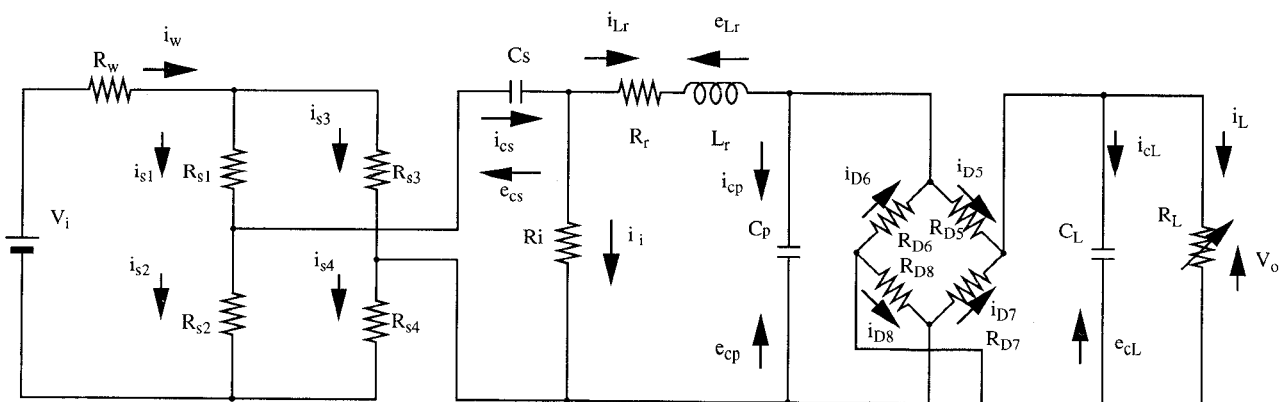 i_w
R_w
V_i
i_s1
R_s1
i_s3
R_s3
i_s2
R_s2
i_s4
R_s4
Cs
i_cs
e_cs
Ri
i_i
i_Lr
e_Lr
R_r
L_r
i_cp
C_p
e_cp
i_D6
i_D5
R_D6
R_D5
R_D8
i_D8
i_D7
R_D7
i_cL
C_L
e_cL
i_L
R_L
V_o